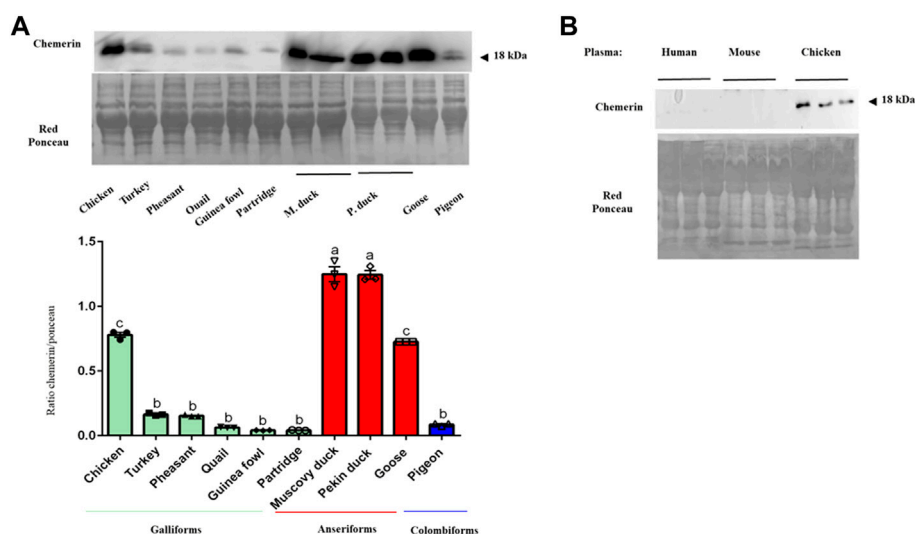 A
Chemerin
18 kDa
Red
Ponceau
Chicken
Turkey
Pheasant
Quail
Guinea fowl
Partridge
M. duck
P. duck
Goose
Pigeon
Ratio chemerin/ponceau
1.5
1.0
0.5
0.0
c
b
b
b
b
b
a
a
c
b
Chicken
Turkey
Pheasant
Quail
Guinea fowl
Partridge
Muscovy duck
Pekin duck
Goose
Pigeon
Galliforms
Anseriforms
Colombiforms
B
Plasma:
Human
Mouse
Chicken
Chemerin
18 kDa
Red
Ponceau